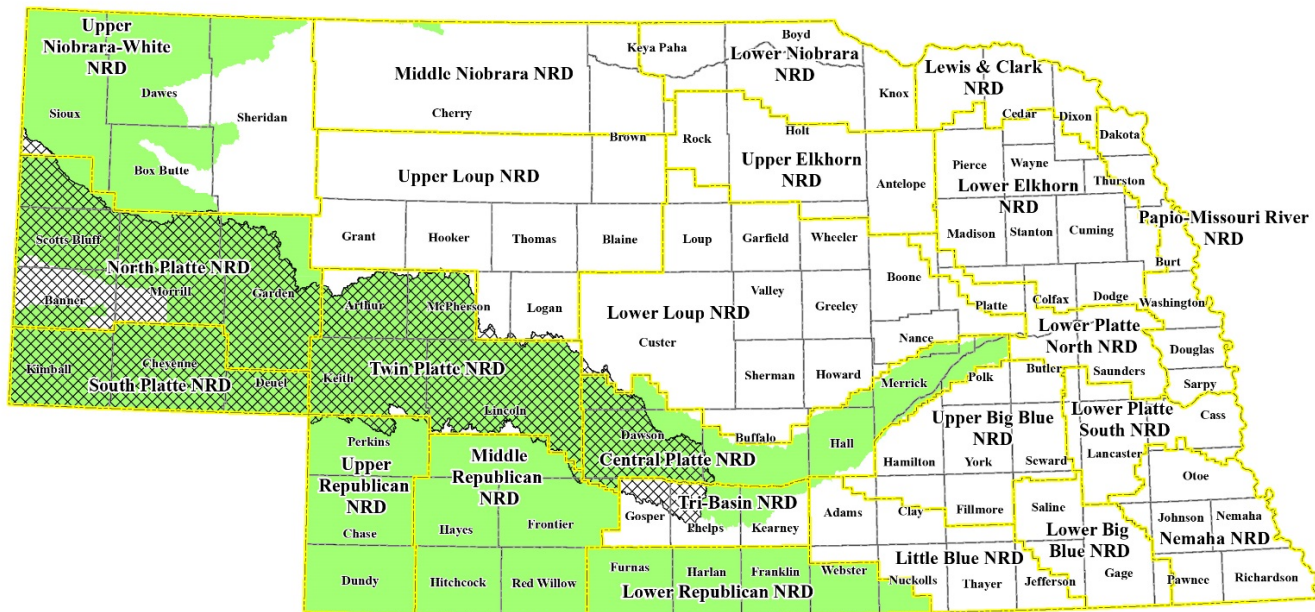 Upper
Niobrara-White
NRD
Dawes
Sioux
Sheridan
Box Butte
Middle Niobrara NRD
Cherry
Keya Paha
Boyd
Lower Niobrara
NRD
Knox
Lewis & Clark
NRD
Cedar
Dixon
Dakota
Brown
Rock
Holt
Upper Loup NRD
Upper Elkhorn
NRD
Antelope
Pierce
Wayne
Thurston
Lower Elkhorn
NRD
Madison
Stanton
Cuming
Papio-Missouri River
NRD
Burt
Grant
Hooker
Thomas
Blaine
Loup
Garfield
Wheeler
Boone
Scotts Bluff
North Platte NRD
Banner
Morrill
Garden
Arthur
McPherson
Logan
Lower Loup NRD
Custer
Valley
Greeley
Platte
Colfax
Dodge
Washington
Nance
Lower Platte
North NRD
Douglas
Saunders
Sarpy
Butler
Polk
Merrick
Kimball
Cheyenne
South Platte NRD
Deuel
Keith
Twin Platte NRD
Lincoln
Sherman
Howard
Dawson
Central Platte NRD
Buffalo
Hall
Upper Big Blue
NRD
Hamilton
York
Seward
Lower Platte
South NRD
Lancaster
Cass
Otoe
Perkins
Upper
Republican
NRD
Chase
Dundy
Middle
Republican
NRD
Hayes
Frontier
Hitchcock
Red Willow
Tri-Basin NRD
Gosper
Phelps
Kearney
Adams
Clay
Fillmore
Saline
Lower Big
Blue NRD
Johnson
Nemaha
Nemaha NRD
Furnas
Harlan
Franklin
Webster
Lower Republican NRD
Little Blue NRD
Nuckolls
Thayer
Jefferson
Gage
Pawnee
Richardson